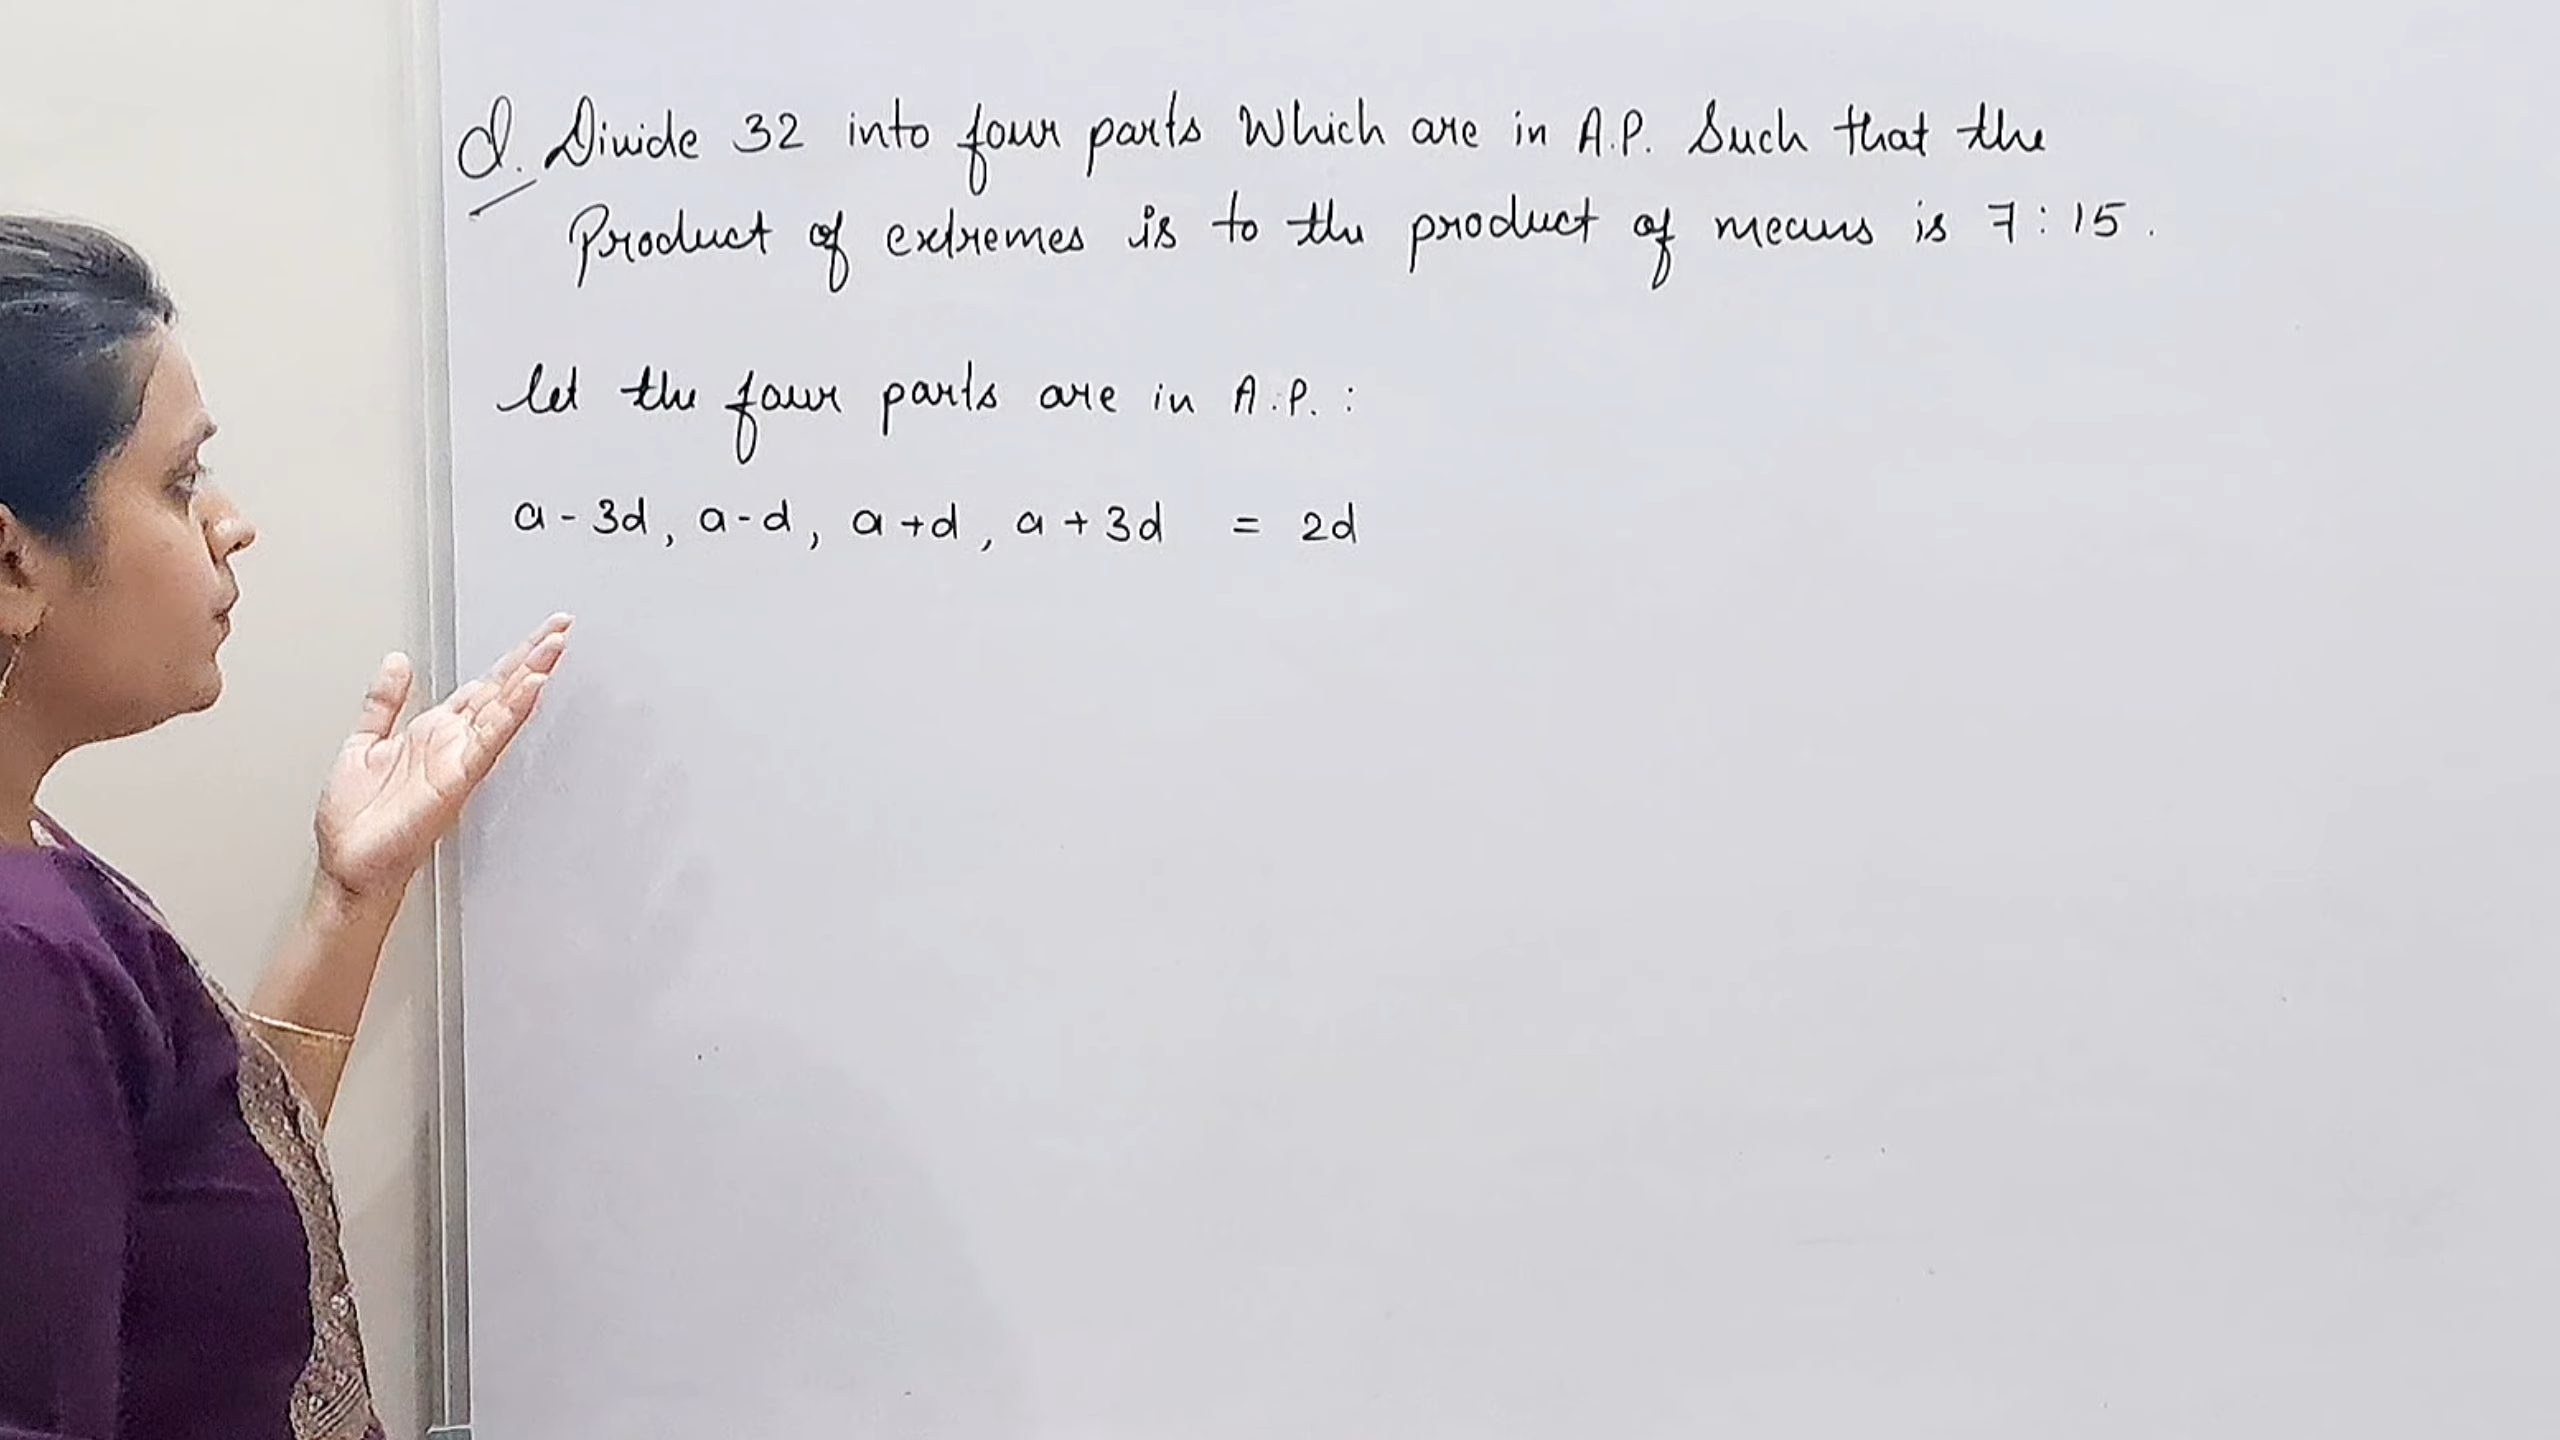 Q. Divide 32 into four parts Which are in A.P. Such that the
Product of extremes is to the product of means is 7 : 15 .
let the four parts are in A.P. :
a - 3d , a - d , a + d , a + 3d = 2d